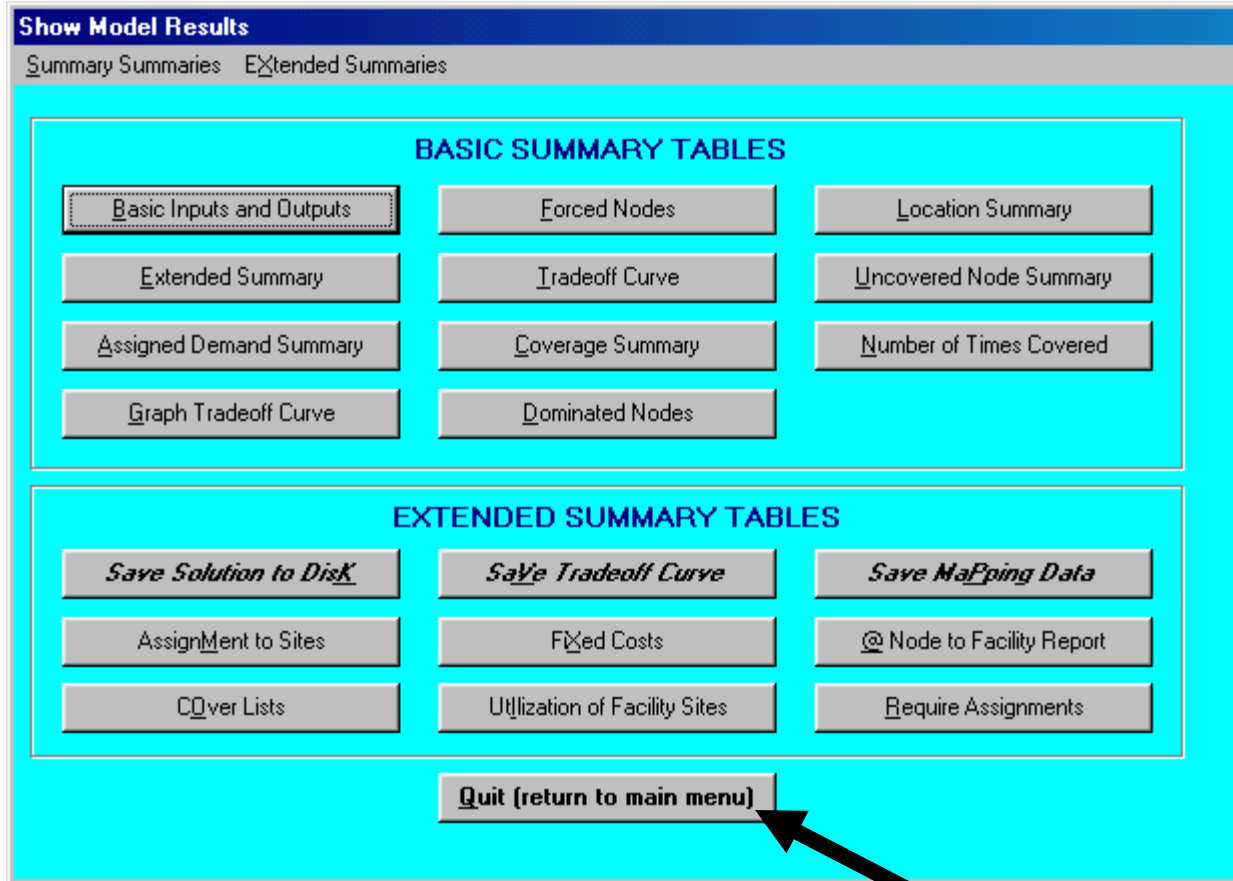 Show Model Results
Summary Summaries EXtended Summaries
BASIC SUMMARY TABLES
Basic Inputs and Outputs Forced Nodes Location Summary
Extended Summary Tradeoff Curve Uncovered Node Summary
Assigned Demand Summary Coverage Summary Number of Times Covered
Graph Tradeoff Curve Dominated Nodes
EXTENDED SUMMARY TABLES
Save Solution to DisK SaVe Tradeoff Curve Save MaPping Data
AssignMent to Sites FiXed Costs @ Node to Facility Report
COver Lists UtIlization of Facility Sites Require Assignments
Quit (return to main menu)